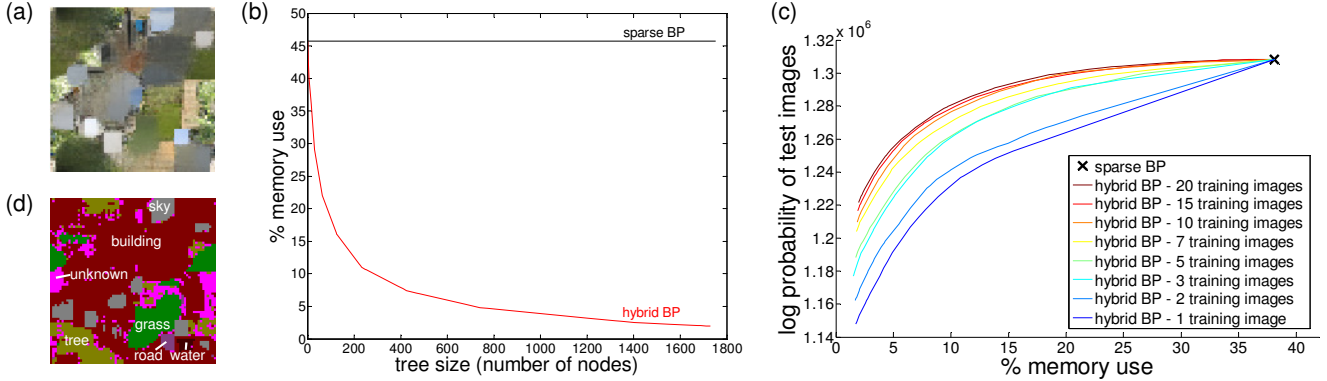 (a)
(b)
50
45
40
35
30
25
20
15
10
5
0
% memory use
sparse BP
hybrid BP
0 200 400 600 800 1000 1200 1400 1600 1800
tree size (number of nodes)
(c)
x 10^6
1.32
1.3
1.28
1.26
1.24
1.22
1.2
1.18
1.16
1.14
log probability of test images
sparse BP
hybrid BP - 20 training images
hybrid BP - 15 training images
hybrid BP - 10 training images
hybrid BP - 7 training images
hybrid BP - 5 training images
hybrid BP - 3 training images
hybrid BP - 2 training images
hybrid BP - 1 training image
0 5 10 15 20 25 30 35 40
% memory use
(d)
sky
building
unknown
grass
tree
road water